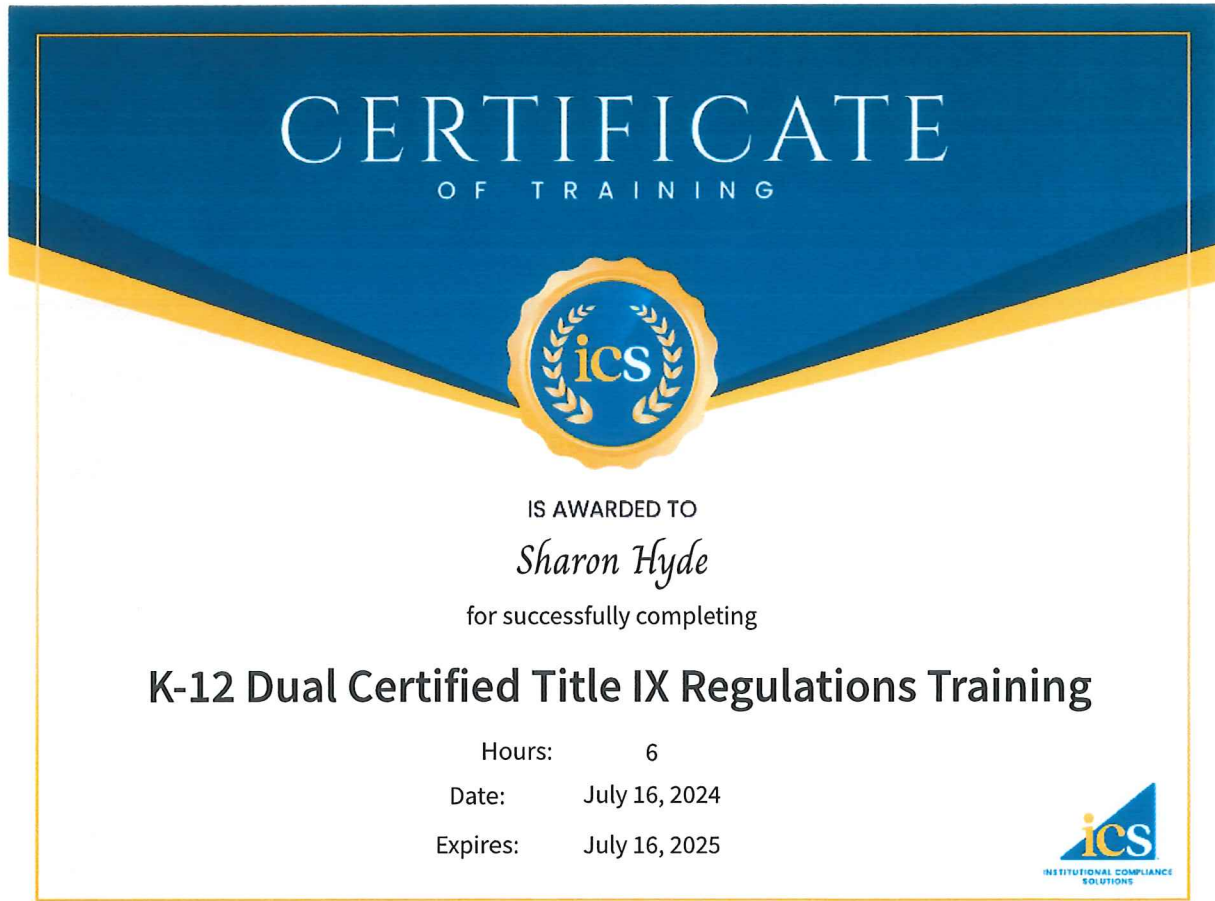 CERTIFICATE
OF TRAINING
ics
IS AWARDED TO
Sharon Hyde
for successfully completing
K-12 Dual Certified Title IX Regulations Training
Hours: 6
Date: July 16, 2024
Expires: July 16, 2025
ics
INSTITUTIONAL COMPLIANCE
SOLUTIONS